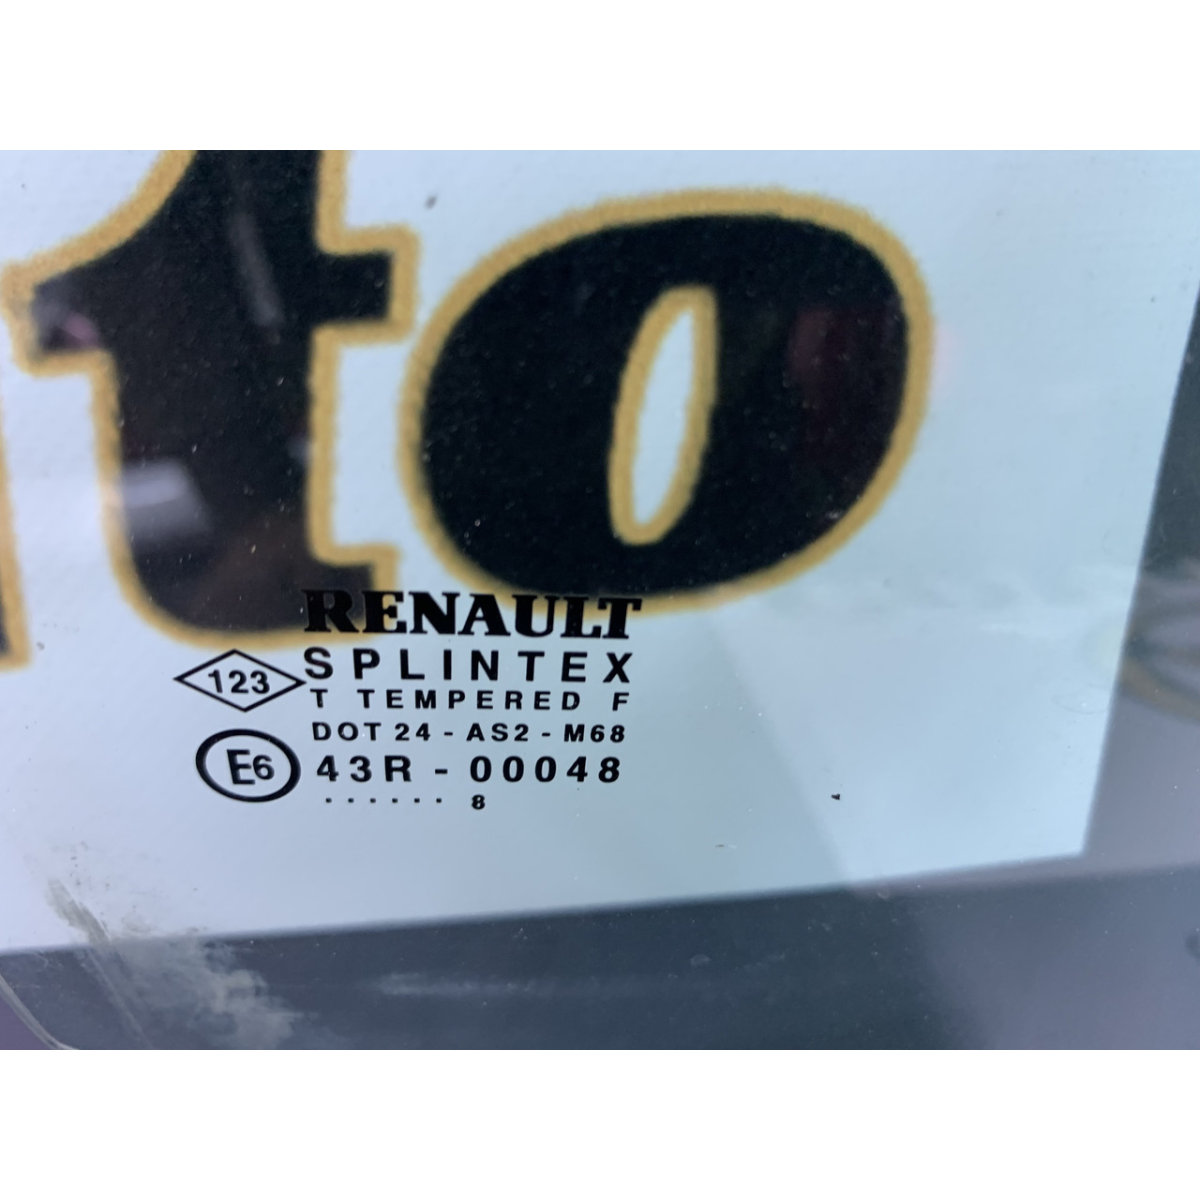 to
RENAULT
SPLINTEX
123
T TEMPERED F
DOT 24 - AS2 - M68
E6
43R - 00048
...... 8